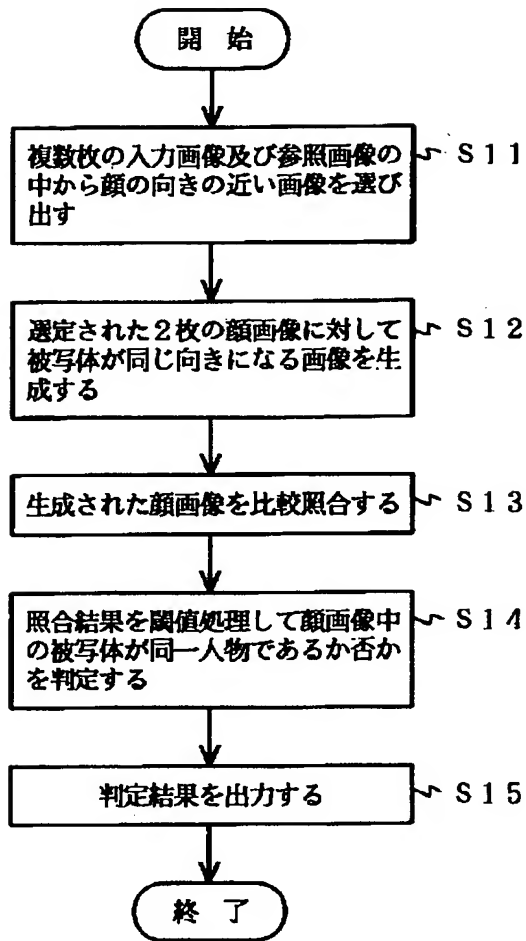 開始
複数枚の入力画像及び参照画像の S11
中から顔の向きの近い画像を選び
出す
選定された2枚の顔画像に対して S12
被写体が同じ向きになる画像を生
成する
生成された顔画像を比較照合する S13
照合結果を閾値処理して顔画像中 S14
の被写体が同一人物であるか否か
を判定する
判定結果を出力する S15
終了